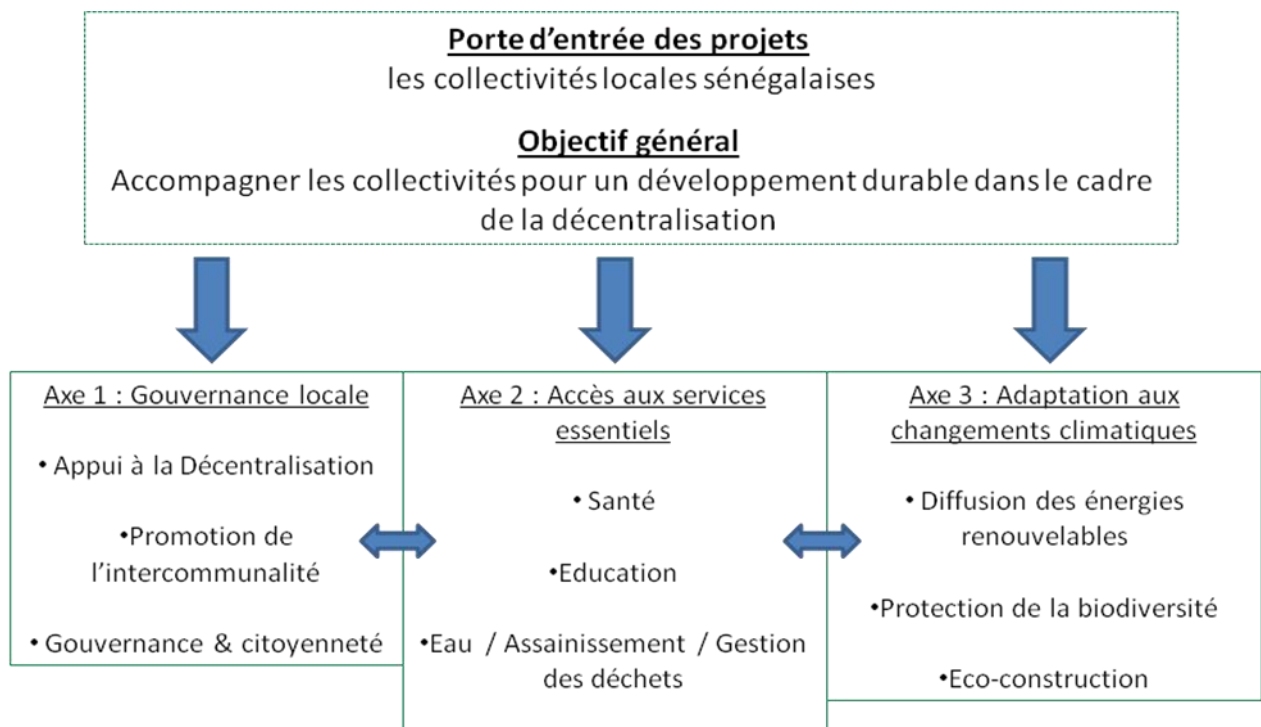 Porte d'entrée des projets
les collectivités locales sénégalaises
Objectif général
Accompagner les collectivités pour un développement durable dans le cadre
de la décentralisation
Axe 1 : Gouvernance locale
• Appui à la Décentralisation
•Promotion de
l'intercommunalité
• Gouvernance & citoyenneté
Axe 2 : Accès aux services
essentiels
• Santé
•Education
•Eau / Assainissement / Gestion
des déchets
Axe 3 : Adaptation aux
changements climatiques
• Diffusion des énergies
renouvelables
•Protection de la biodiversité
•Eco-construction